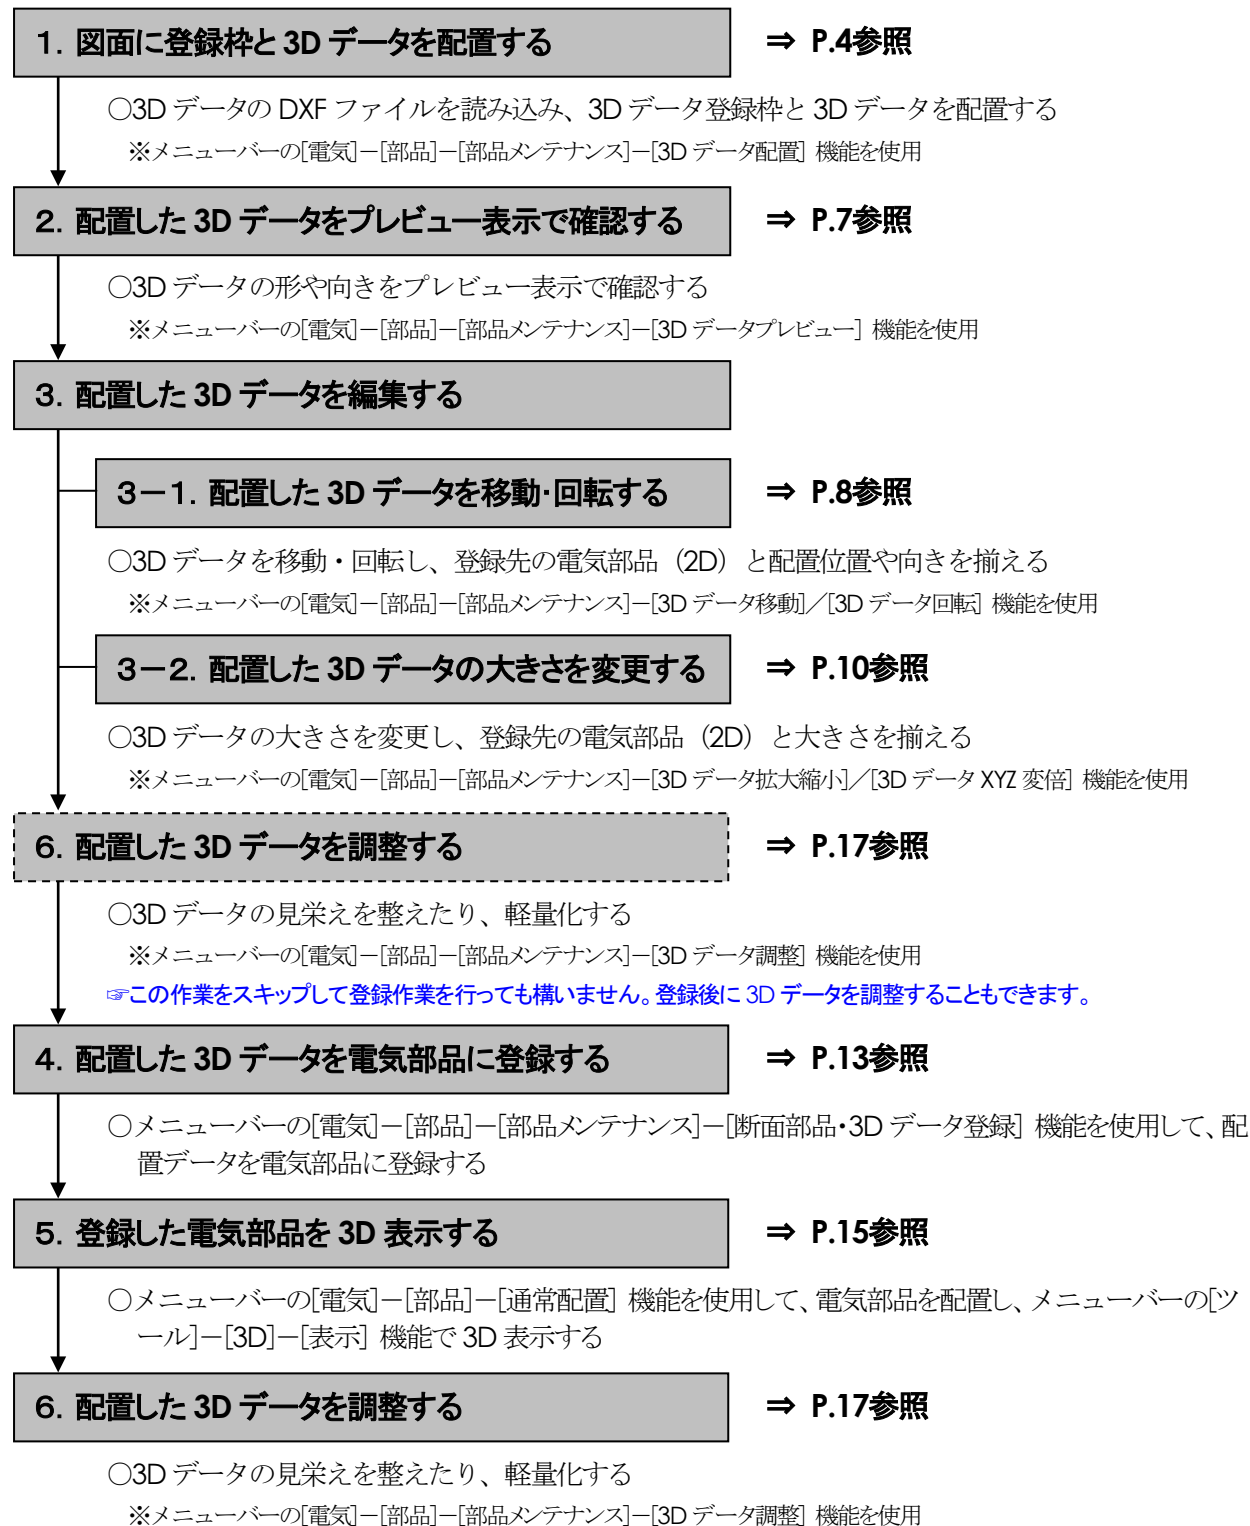 1．図面に登録枠と 3D データを配置する ⇒ P.4参照
○3D データの DXF ファイルを読み込み、3D データ登録枠と 3D データを配置する
※メニューバーの[電気]－[部品]－[部品メンテナンス]－[3D データ配置] 機能を使用
2．配置した 3D データをプレビュー表示で確認する ⇒ P.7参照
○3D データの形や向きをプレビュー表示で確認する
※メニューバーの[電気]－[部品]－[部品メンテナンス]－[3D データプレビュー] 機能を使用
3．配置した 3D データを編集する
3－1．配置した 3D データを移動・回転する ⇒ P.8参照
○3D データを移動・回転し、登録先の電気部品（2D）と配置位置や向きを揃える
※メニューバーの[電気]－[部品]－[部品メンテナンス]－[3D データ移動]／[3D データ回転] 機能を使用
3－2．配置した 3D データの大きさを変更する ⇒ P.10参照
○3D データの大きさを変更し、登録先の電気部品（2D）と大きさを揃える
※メニューバーの[電気]－[部品]－[部品メンテナンス]－[3D データ拡大縮小]／[3D データ XYZ 変倍] 機能を使用
6．配置した 3D データを調整する ⇒ P.17参照
○3D データの見栄えを整えたり、軽量化する
※メニューバーの[電気]－[部品]－[部品メンテナンス]－[3D データ調整] 機能を使用
☞この作業をスキップして登録作業を行っても構いません。登録後に 3D データを調整することもできます。
4．配置した 3D データを電気部品に登録する ⇒ P.13参照
○メニューバーの[電気]－[部品]－[部品メンテナンス]－[断面部品・3D データ登録] 機能を使用して、配
置データを電気部品に登録する
5．登録した電気部品を 3D 表示する ⇒ P.15参照
○メニューバーの[電気]－[部品]－[通常配置] 機能を使用して、電気部品を配置し、メニューバーの[ツ
ール]－[3D]－[表示] 機能で 3D 表示する
6．配置した 3D データを調整する ⇒ P.17参照
○3D データの見栄えを整えたり、軽量化する
※メニューバーの[電気]－[部品]－[部品メンテナンス]－[3D データ調整] 機能を使用